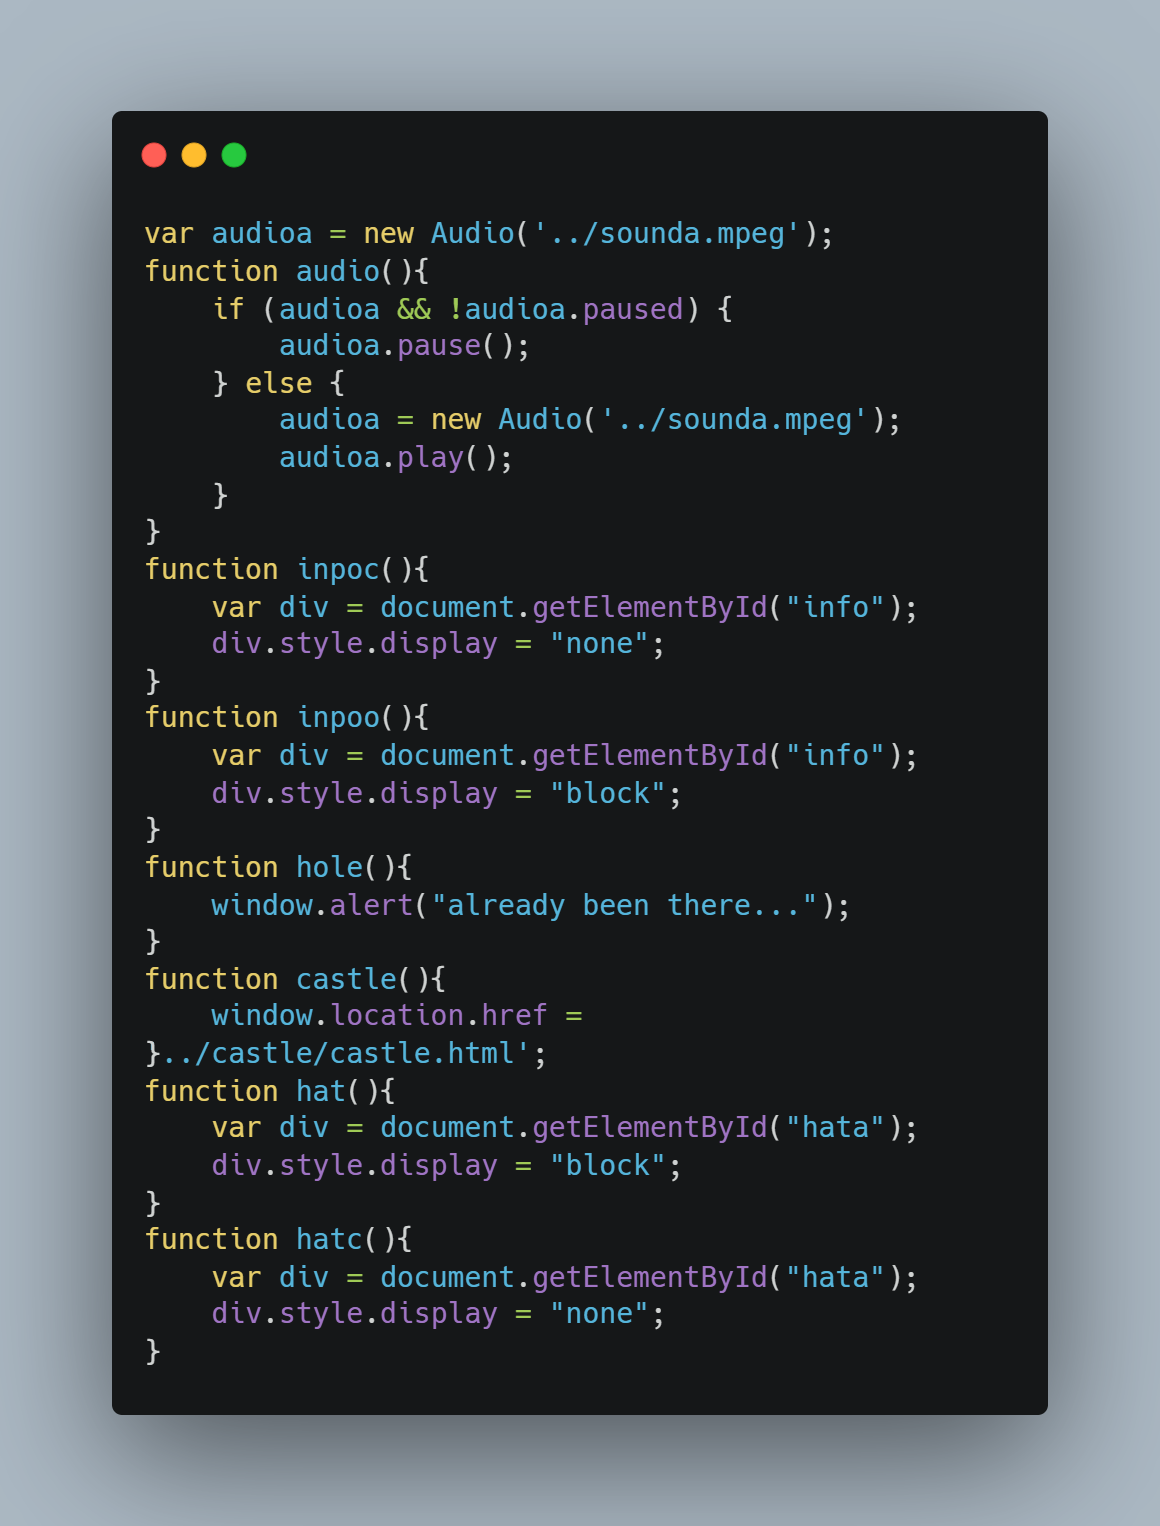 var audioa = new Audio('../sounda.mpeg');
function audio(){
    if (audioa && !audioa.paused) {
        audioa.pause();
    } else {
        audioa = new Audio('../sounda.mpeg');
        audioa.play();
    }
}
function inpoc(){
    var div = document.getElementById("info");
    div.style.display = "none";
}
function inpoo(){
    var div = document.getElementById("info");
    div.style.display = "block";
}
function hole(){
    window.alert("already been there...");
}
function castle(){
    window.location.href =
}../castle/castle.html';
function hat(){
    var div = document.getElementById("hata");
    div.style.display = "block";
}
function hatc(){
    var div = document.getElementById("hata");
    div.style.display = "none";
}